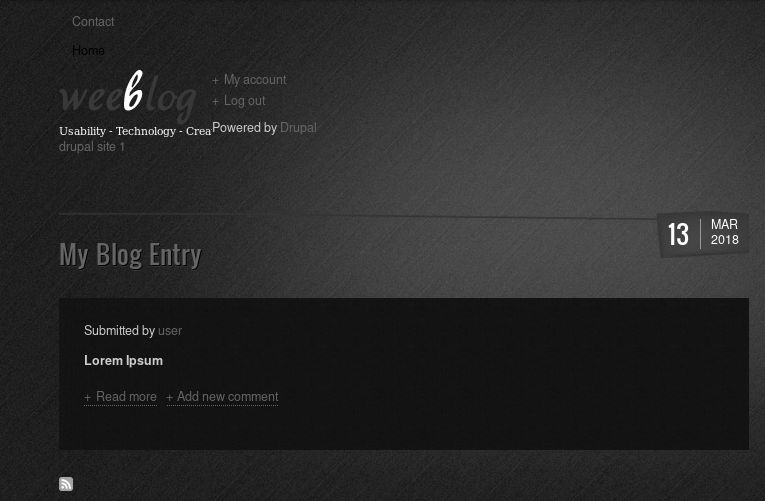 Contact
Home
weeblog
+ My account
+ Log out
Powered by Drupal
Usability - Technology - Crea
drupal site 1
13
MAR
2018
My Blog Entry
Submitted by user
Lorem Ipsum
+ Read more + Add new comment